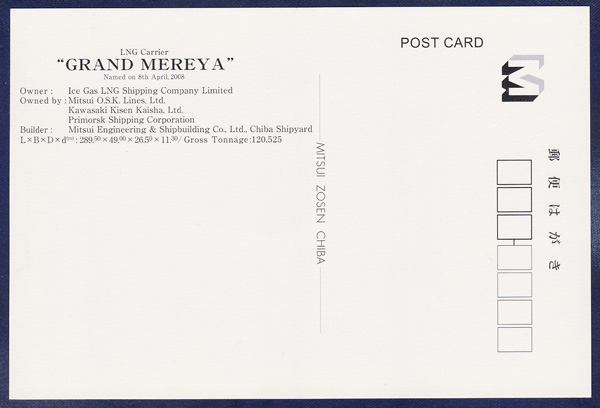 LNG Carrier
“GRAND MEREYA”
Named on 8th April, 2008
Owner : Ice Gas LNG Shipping Company Limited
Owned by : Mitsui O.S.K. Lines, Ltd.
Kawasaki Kisen Kaisha, Ltd.
Primorsk Shipping Corporation
Builder : Mitsui Engineering & Shipbuilding Co., Ltd., Chiba Shipyard
L×B×D×d(m) : 289.50×49.00×26.50×11.30/ Gross Tonnage:120,525
MITSUI ZOSEN CHIBA
POST CARD
郵便はがき